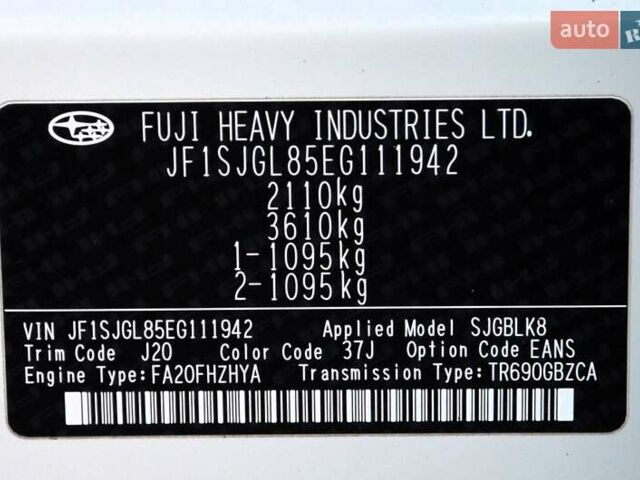 auto
FUJI HEAVY INDUSTRIES LTD.
JF1SJGL85EG111942
2110kg
3610kg
1-1095kg
2-1095kg
VIN JF1SJGL85EG111942 Applied Model SJGBLK8
Trim Code J20 Color Code 37J Option Code EANS
Engine Type:FA20FHZHYA Transmission Type:TR690GBZCA